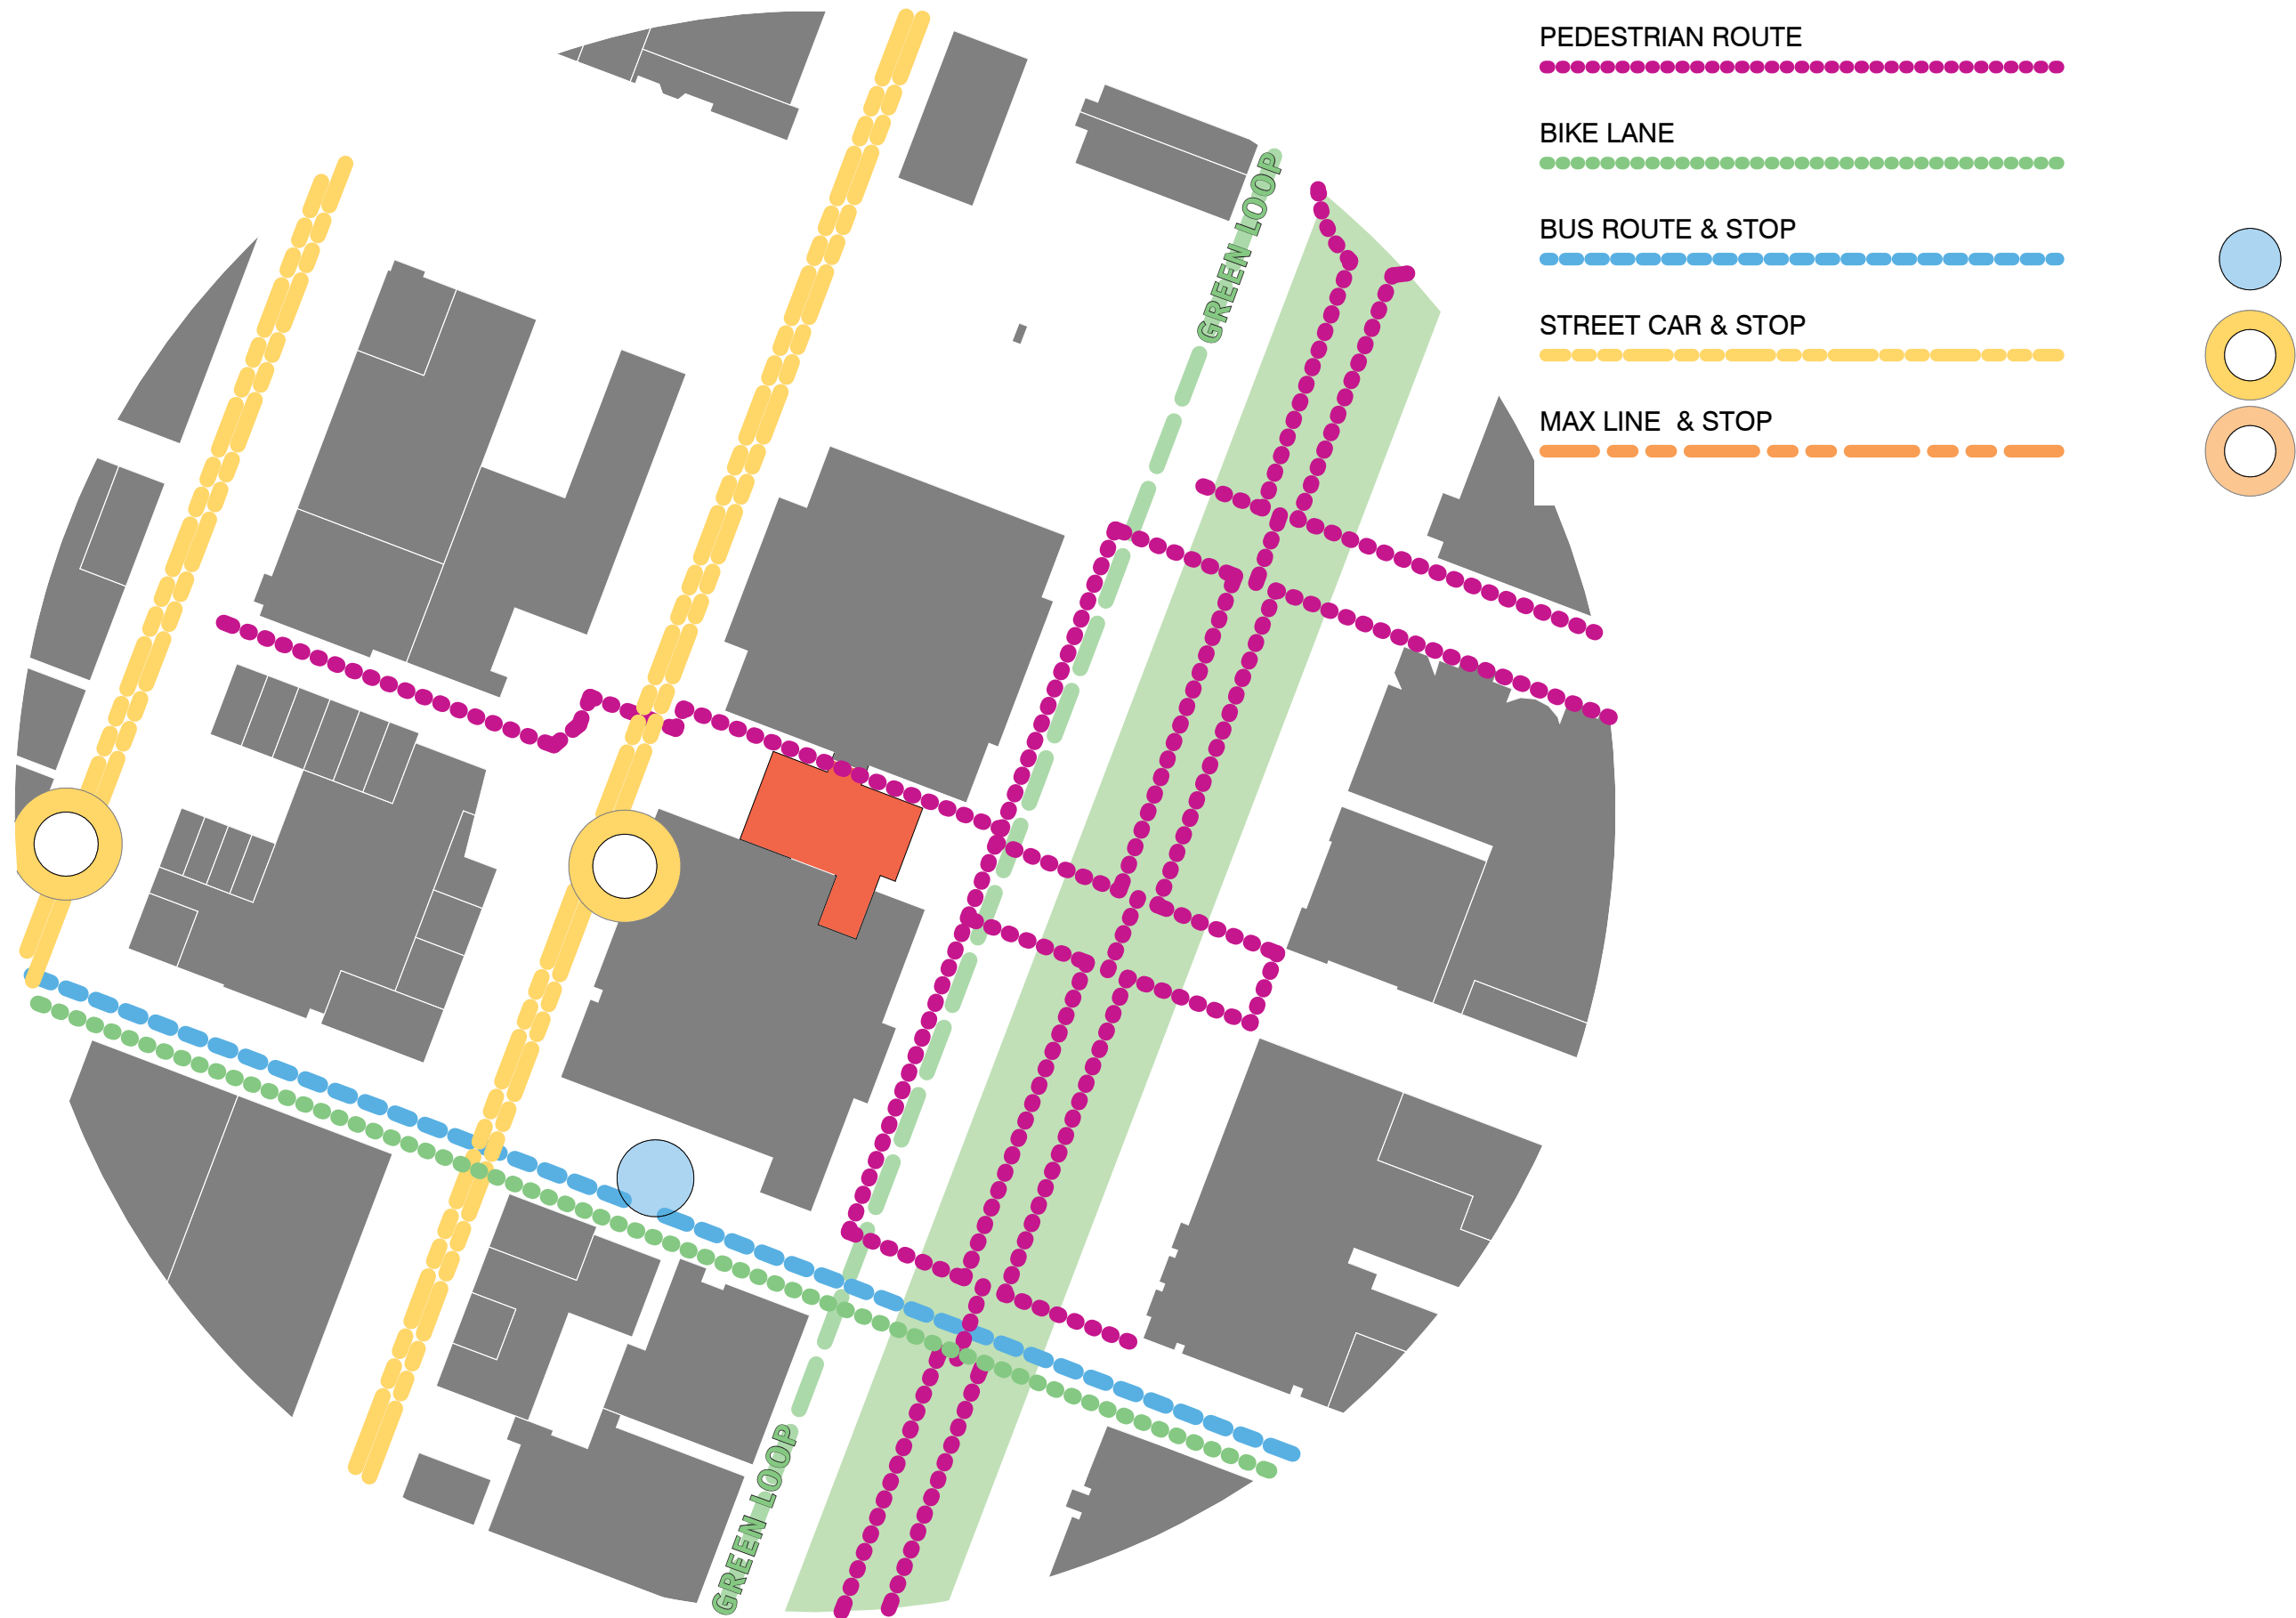 PEDESTRIAN ROUTE
BIKE LANE
BUS ROUTE & STOP
STREET CAR & STOP
MAX LINE  & STOP
GREEN LOOP
GREEN LOOP